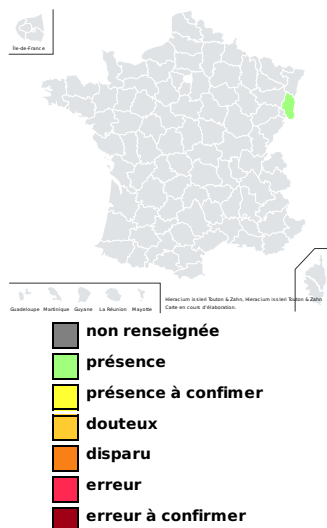 Île-de-France
Guadeloupe Martinique Guyane La Réunion Mayotte
Hieracium issleri Touton & Zahn, Hieracium issleri Touton & Zahn
Carte en cours d'élaboration.
non renseignée
présence
présence à confimer
douteux
disparu
erreur
erreur à confirmer